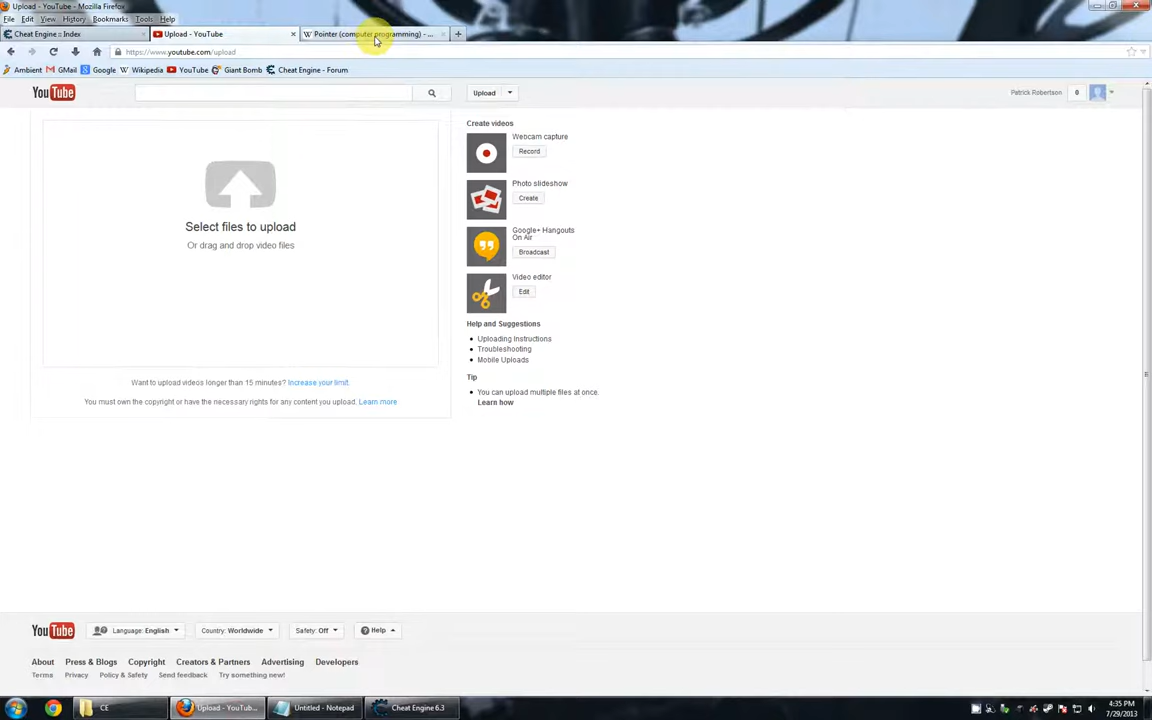 Upload - YouTube - Mozilla Firefox
File Edit View History Bookmarks Tools Help
Cheat Engine :: Index
Upload - YouTube
Pointer (computer programming) - ...
https://www.youtube.com/upload
Ambient GMail Google Wikipedia YouTube Giant Bomb Cheat Engine - Forum
YouTube
Upload
Patrick Robertson 0
Select files to upload
Or drag and drop video files
Want to upload videos longer than 15 minutes? Increase your limit.
You must own the copyright or have the necessary rights for any content you upload. Learn more
Create videos
Webcam capture
Record
Photo slideshow
Create
Google+ Hangouts
On Air
Broadcast
Video editor
Edit
Help and Suggestions
Uploading Instructions
Troubleshooting
Mobile Uploads
Tip
You can upload multiple files at once.
Learn how
YouTube Language: English Country: Worldwide Safety: Off Help
About Press & Blogs Copyright Creators & Partners Advertising Developers
Terms Privacy Policy & Safety Send feedback Try something new!
CE Upload - YouTub... Untitled - Notepad Cheat Engine 6.3
4:35 PM
7/29/2013